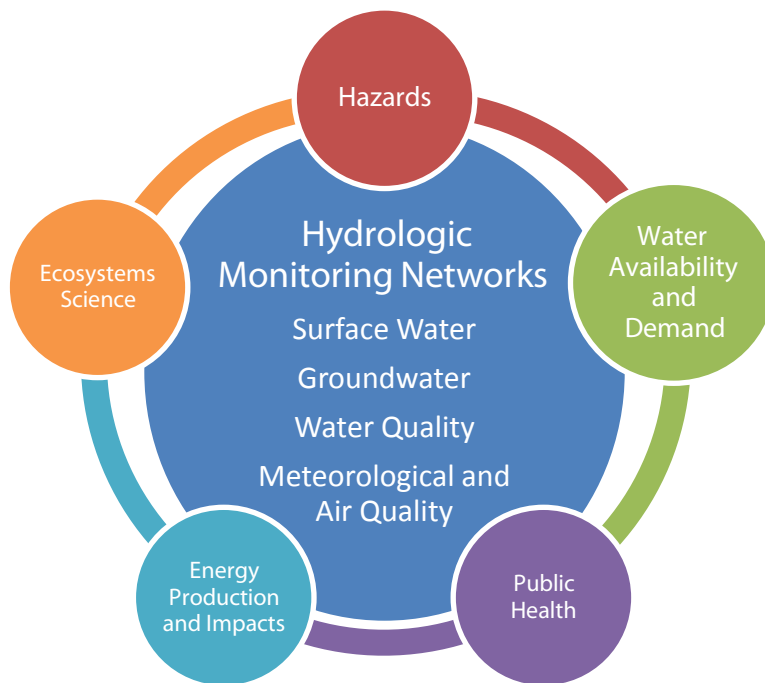 Hazards
Hydrologic
Monitoring Networks
Surface Water
Groundwater
Water Quality
Meteorological and
Air Quality
Water
Availability
and
Demand
Public
Health
Energy
Production
and Impacts
Ecosystems
Science